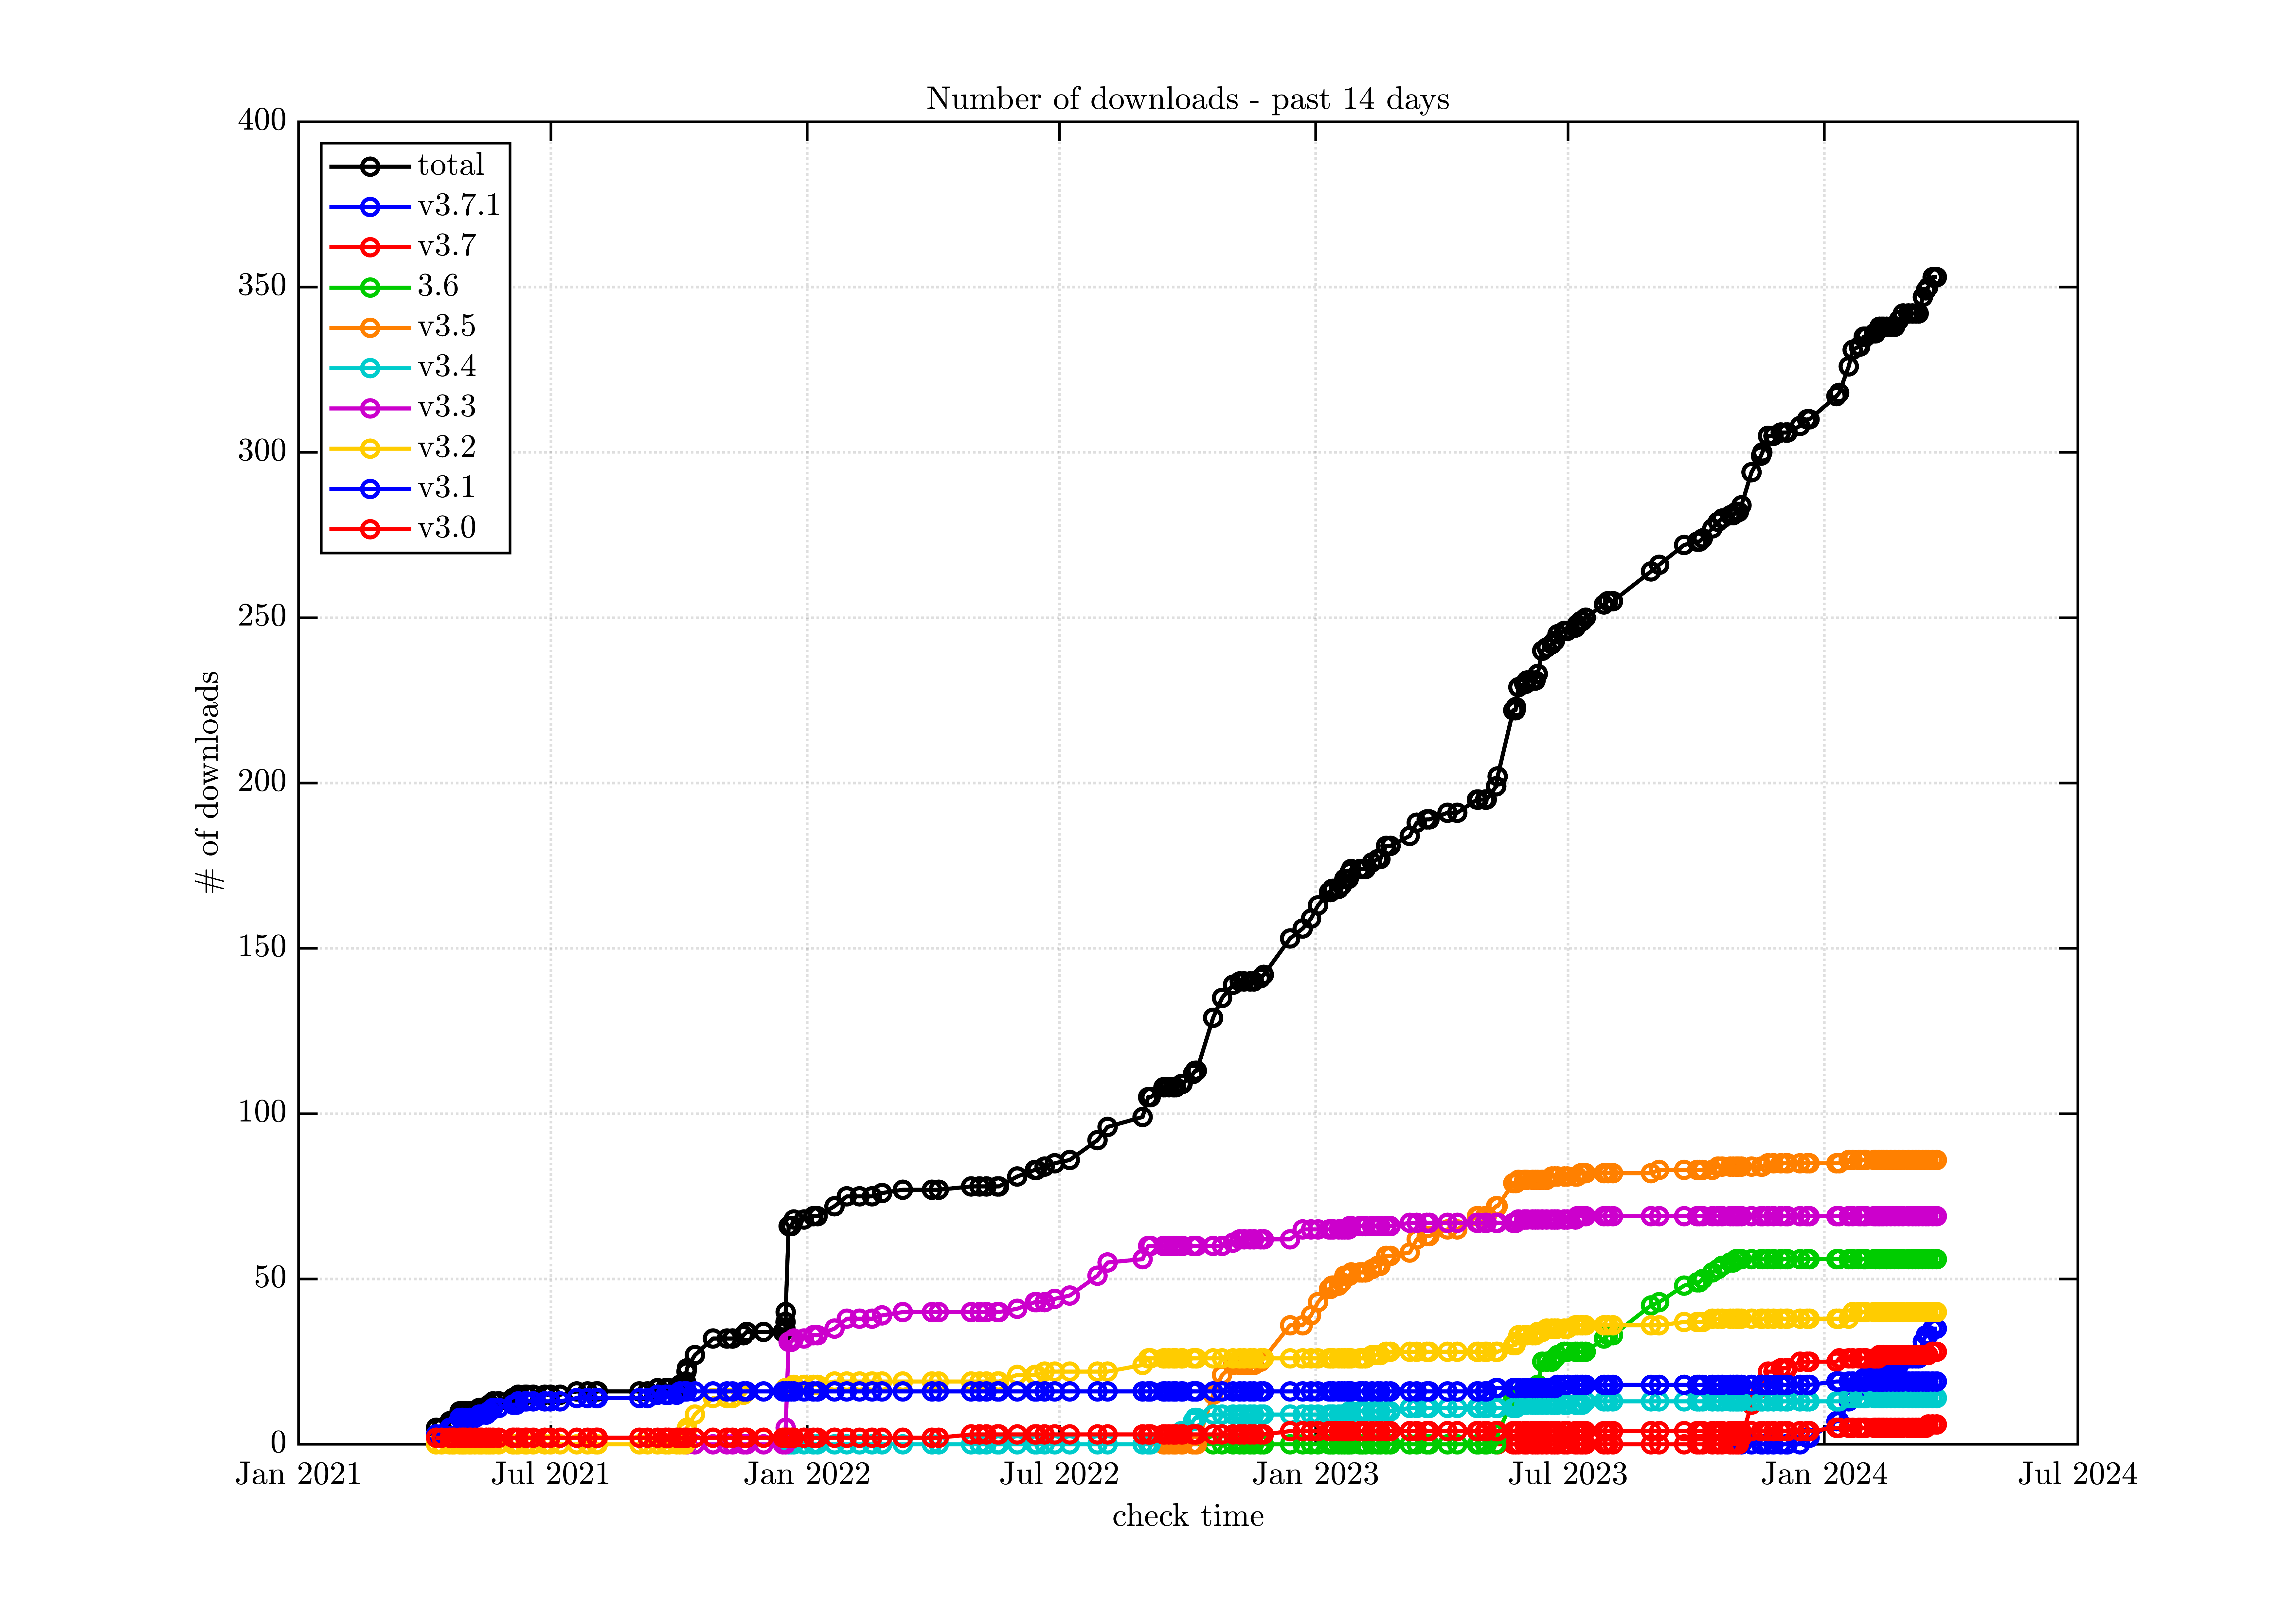 Number of downloads - past 14 days
400
350
300
250
200
150
100
50
0
# of downloads
total
v3.7.1
v3.7
3.6
v3.5
v3.4
v3.3
v3.2
v3.1
v3.0
Jan 2021 Jul 2021 Jan 2022 Jul 2022 Jan 2023 Jul 2023 Jan 2024 Jul 2024
check time